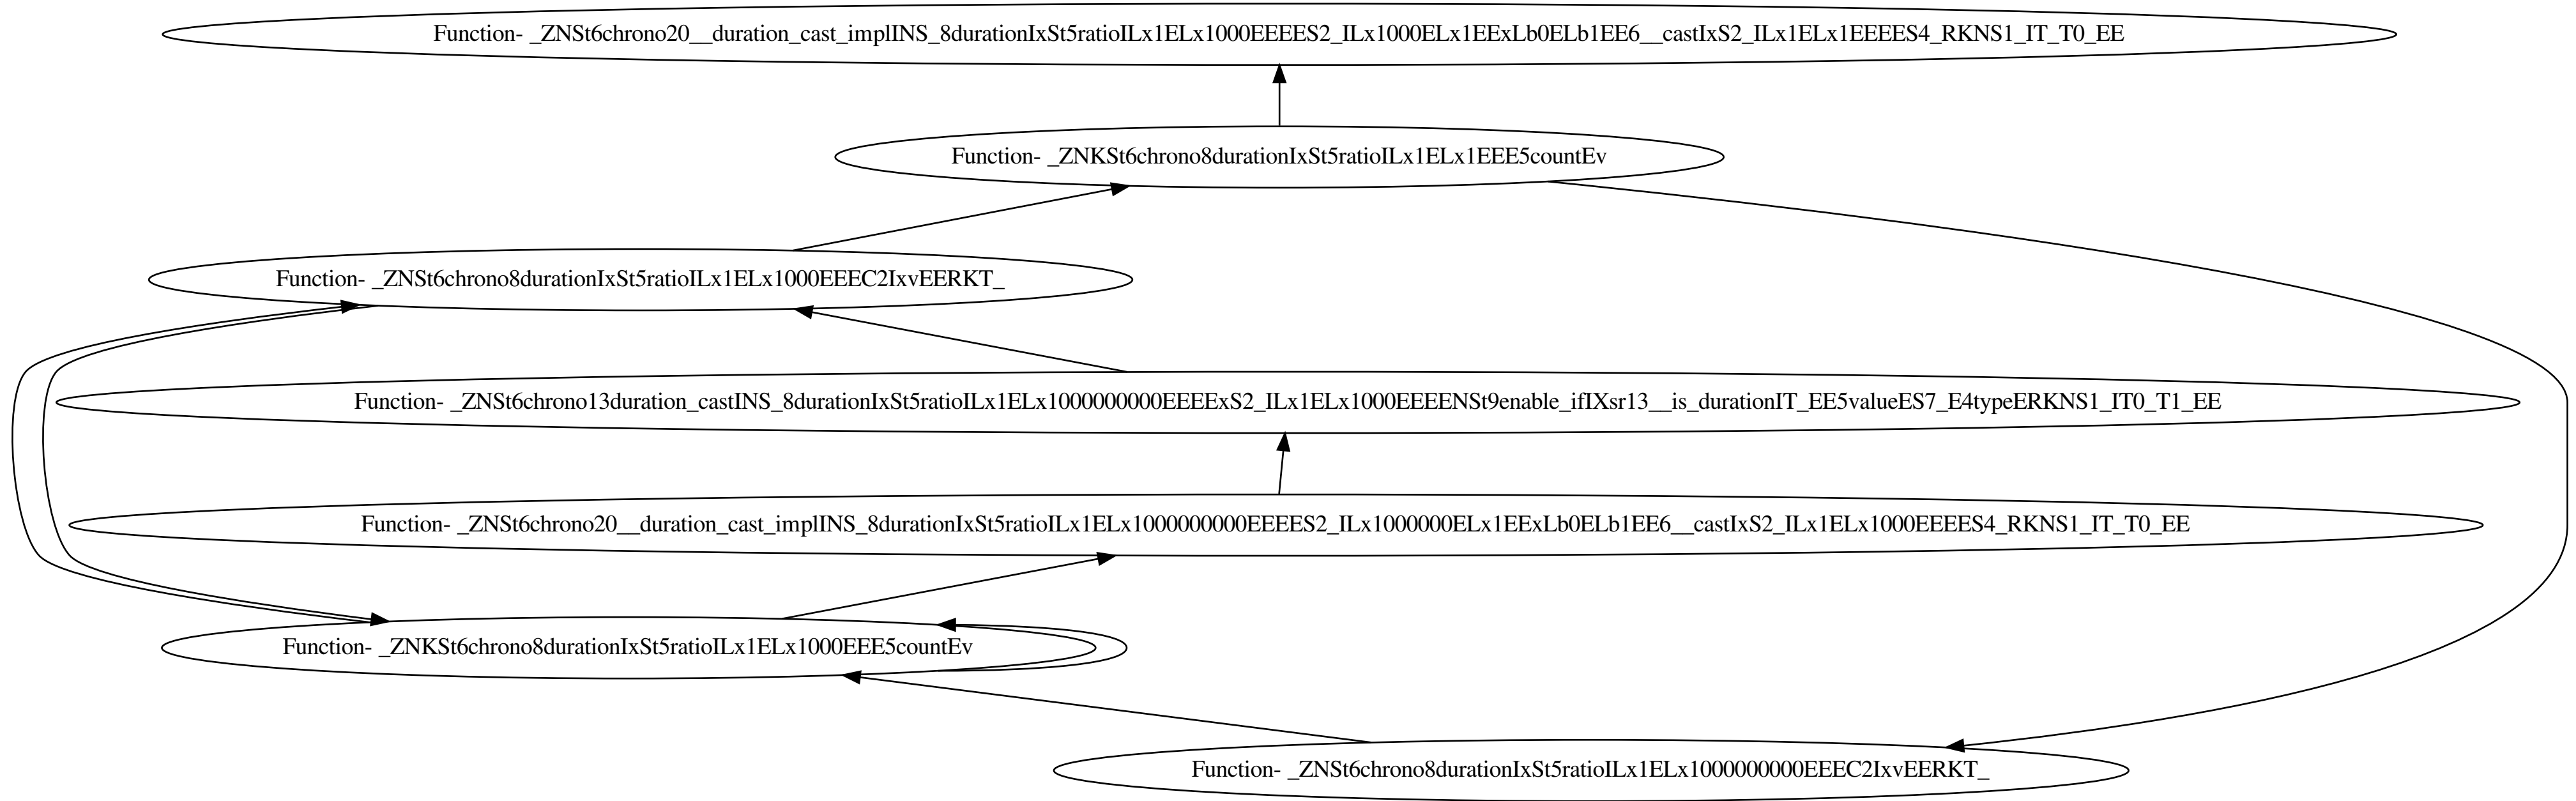 Function- _ZNSt6chrono20__duration_cast_implINS_8durationIxSt5ratioILx1ELx1000EEEES2_ILx1000ELx1EExLb0ELb1EE6__castIxS2_ILx1ELx1EEEES4_RKNS1_IT_T0_EE
Function- _ZNKSt6chrono8durationIxSt5ratioILx1ELx1EEE5countEv
Function- _ZNSt6chrono8durationIxSt5ratioILx1ELx1000EEEC2IxvEERKT_
Function- _ZNSt6chrono13duration_castINS_8durationIxSt5ratioILx1ELx1000000000EEEExS2_ILx1ELx1000EEEENSt9enable_ifIXsr13__is_durationIT_EE5valueES7_E4typeERKNS1_IT0_T1_EE
Function- _ZNSt6chrono20__duration_cast_implINS_8durationIxSt5ratioILx1ELx1000000000EEEES2_ILx1000000ELx1EExLb0ELb1EE6__castIxS2_ILx1ELx1000EEEES4_RKNS1_IT_T0_EE
Function- _ZNKSt6chrono8durationIxSt5ratioILx1ELx1000EEE5countEv
Function- _ZNSt6chrono8durationIxSt5ratioILx1ELx1000000000EEEC2IxvEERKT_